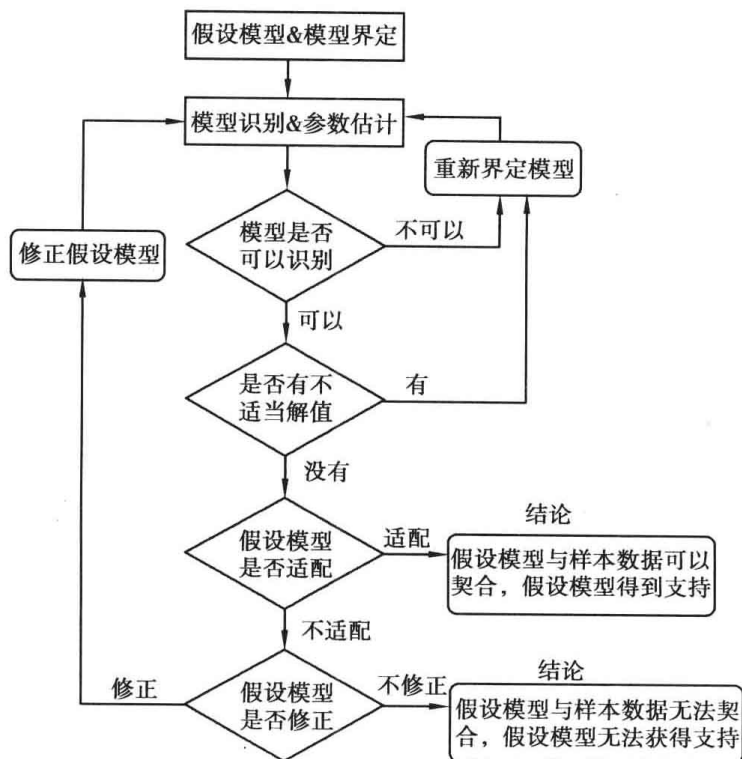 假设模型&模型界定
模型识别&参数估计
重新界定模型
模型是否
可以识别
不可以
修正假设模型
可以
是否有不
适当解值
有
没有
结论
假设模型
是否适配
适配
假设模型与样本数据可以
契合，假设模型得到支持
不适配
结论
修正
假设模型
是否修正
不修正
假设模型与样本数据无法契
合，假设模型无法获得支持